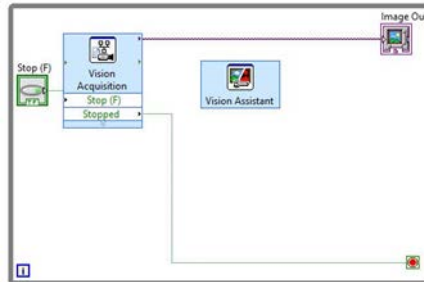 Image Ou
Stop (F)
Vision
Acquisition
Stop (F)
Stopped
Vision Assistant
i